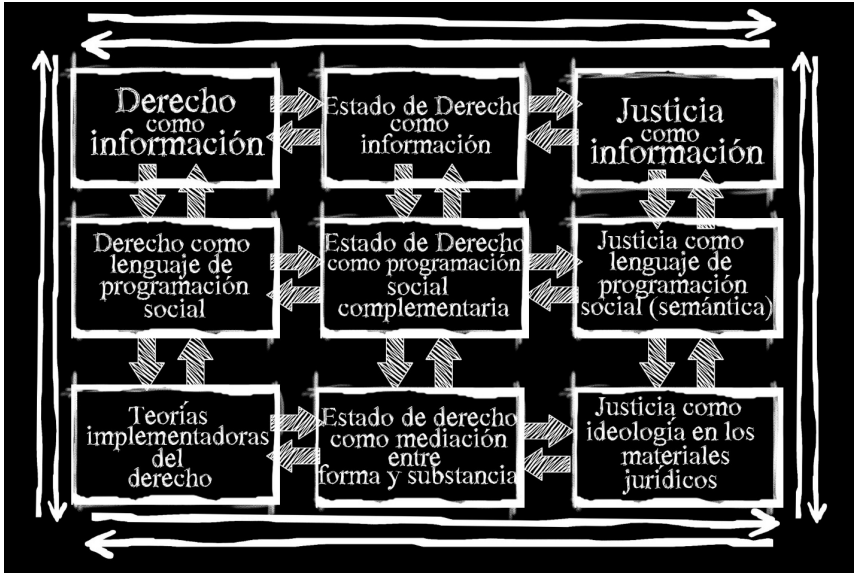 Derecho
como
información
Estado de Derecho
como
información
Justicia
como
información
Derecho como
lenguaje de
programación
social
Estado de Derecho
como programación
social
complementaria
Justicia como
lenguaje de
programación
social (semántica)
Teorías
implementadoras
del
derecho
Estado de derecho
como mediación
entre
forma y substancia
Justicia como
ideología en los
materiales
jurídicos